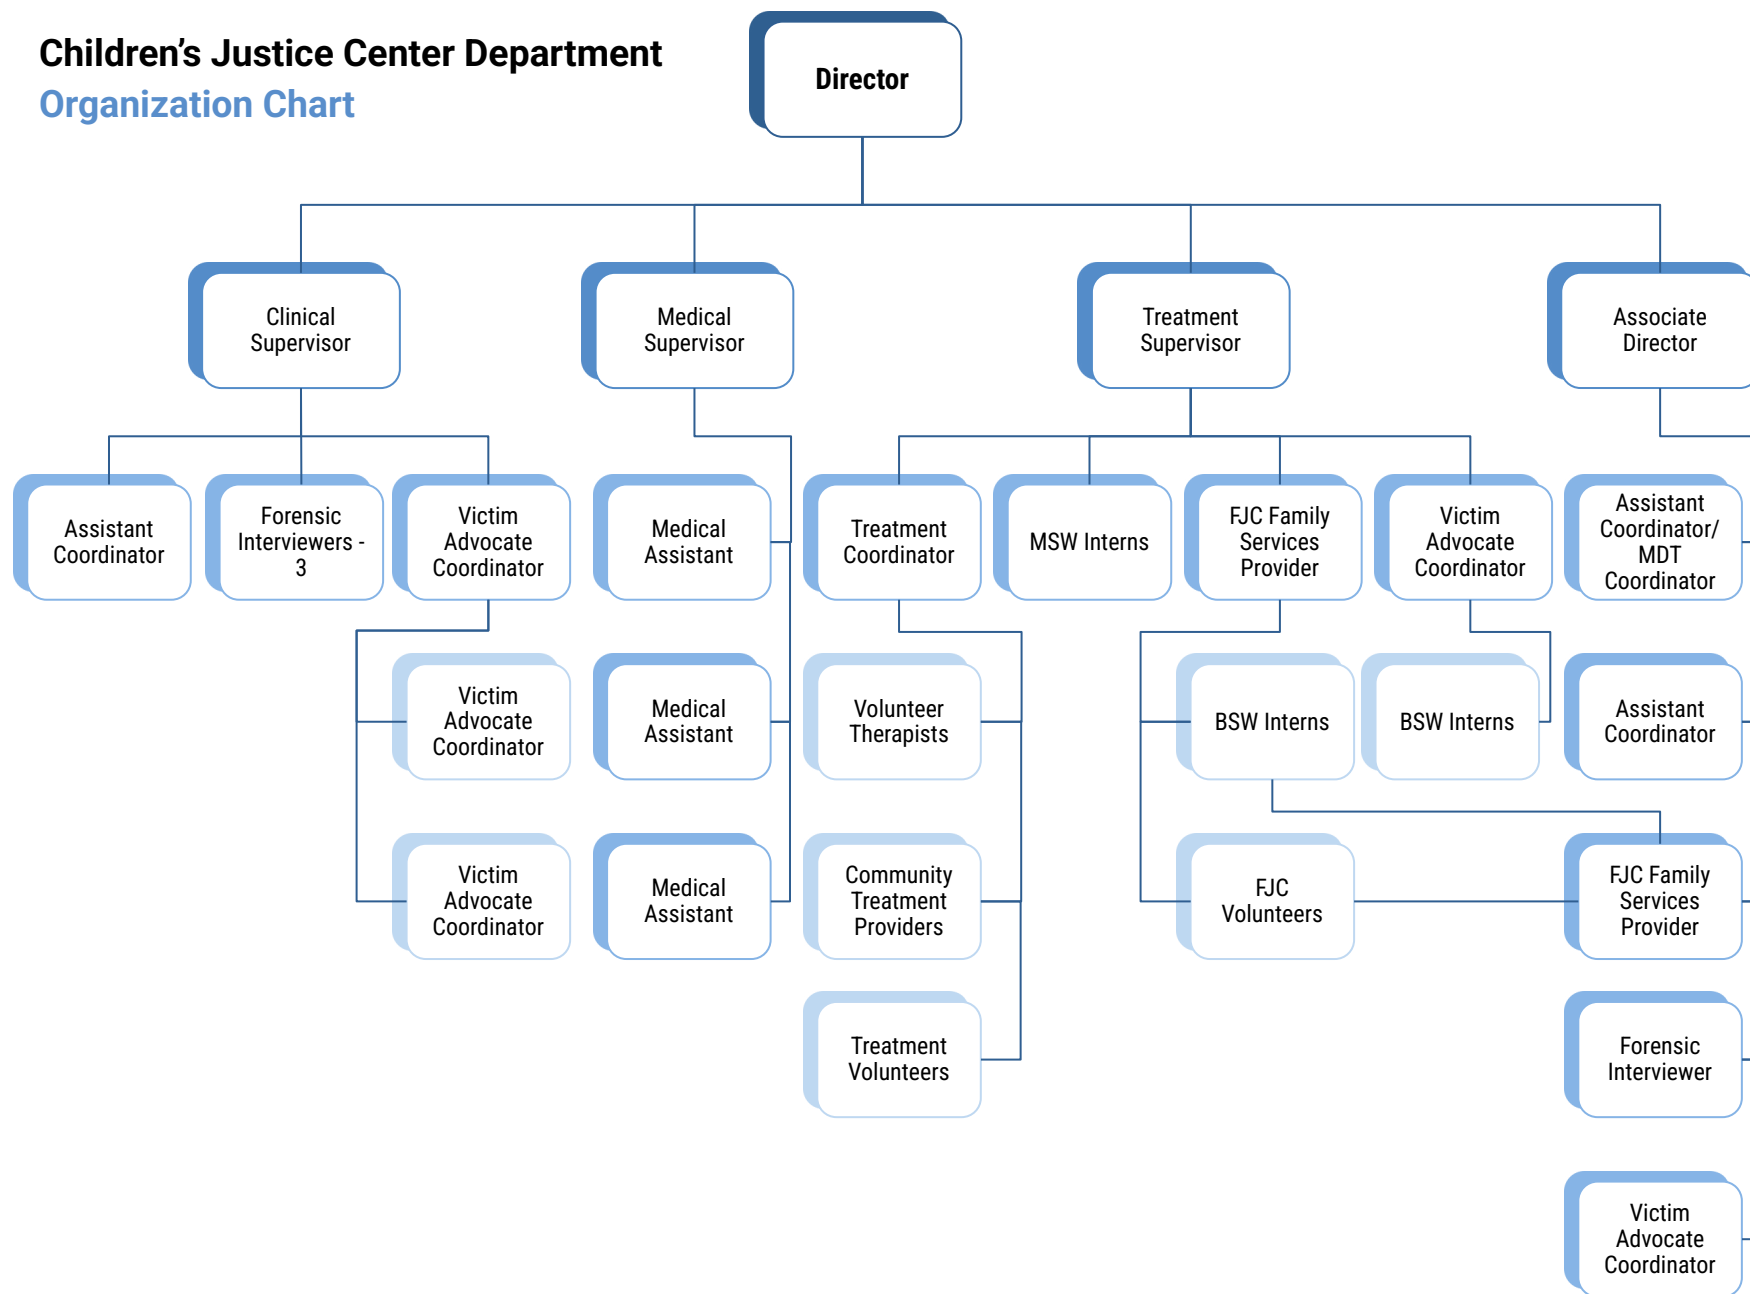 Children’s Justice Center Department
Organization Chart
Director
Clinical
Supervisor
Medical
Supervisor
Treatment
Supervisor
Associate
Director
Assistant
Coordinator
Forensic
Interviewers -
3
Victim
Advocate
Coordinator
Medical
Assistant
Treatment
Coordinator
MSW Interns
FJC Family
Services
Provider
Victim
Advocate
Coordinator
Assistant
Coordinator/
MDT
Coordinator
Victim
Advocate
Coordinator
Medical
Assistant
Volunteer
Therapists
BSW Interns
BSW Interns
Assistant
Coordinator
Victim
Advocate
Coordinator
Medical
Assistant
Community
Treatment
Providers
FJC
Volunteers
FJC Family
Services
Provider
Treatment
Volunteers
Forensic
Interviewer
Victim
Advocate
Coordinator